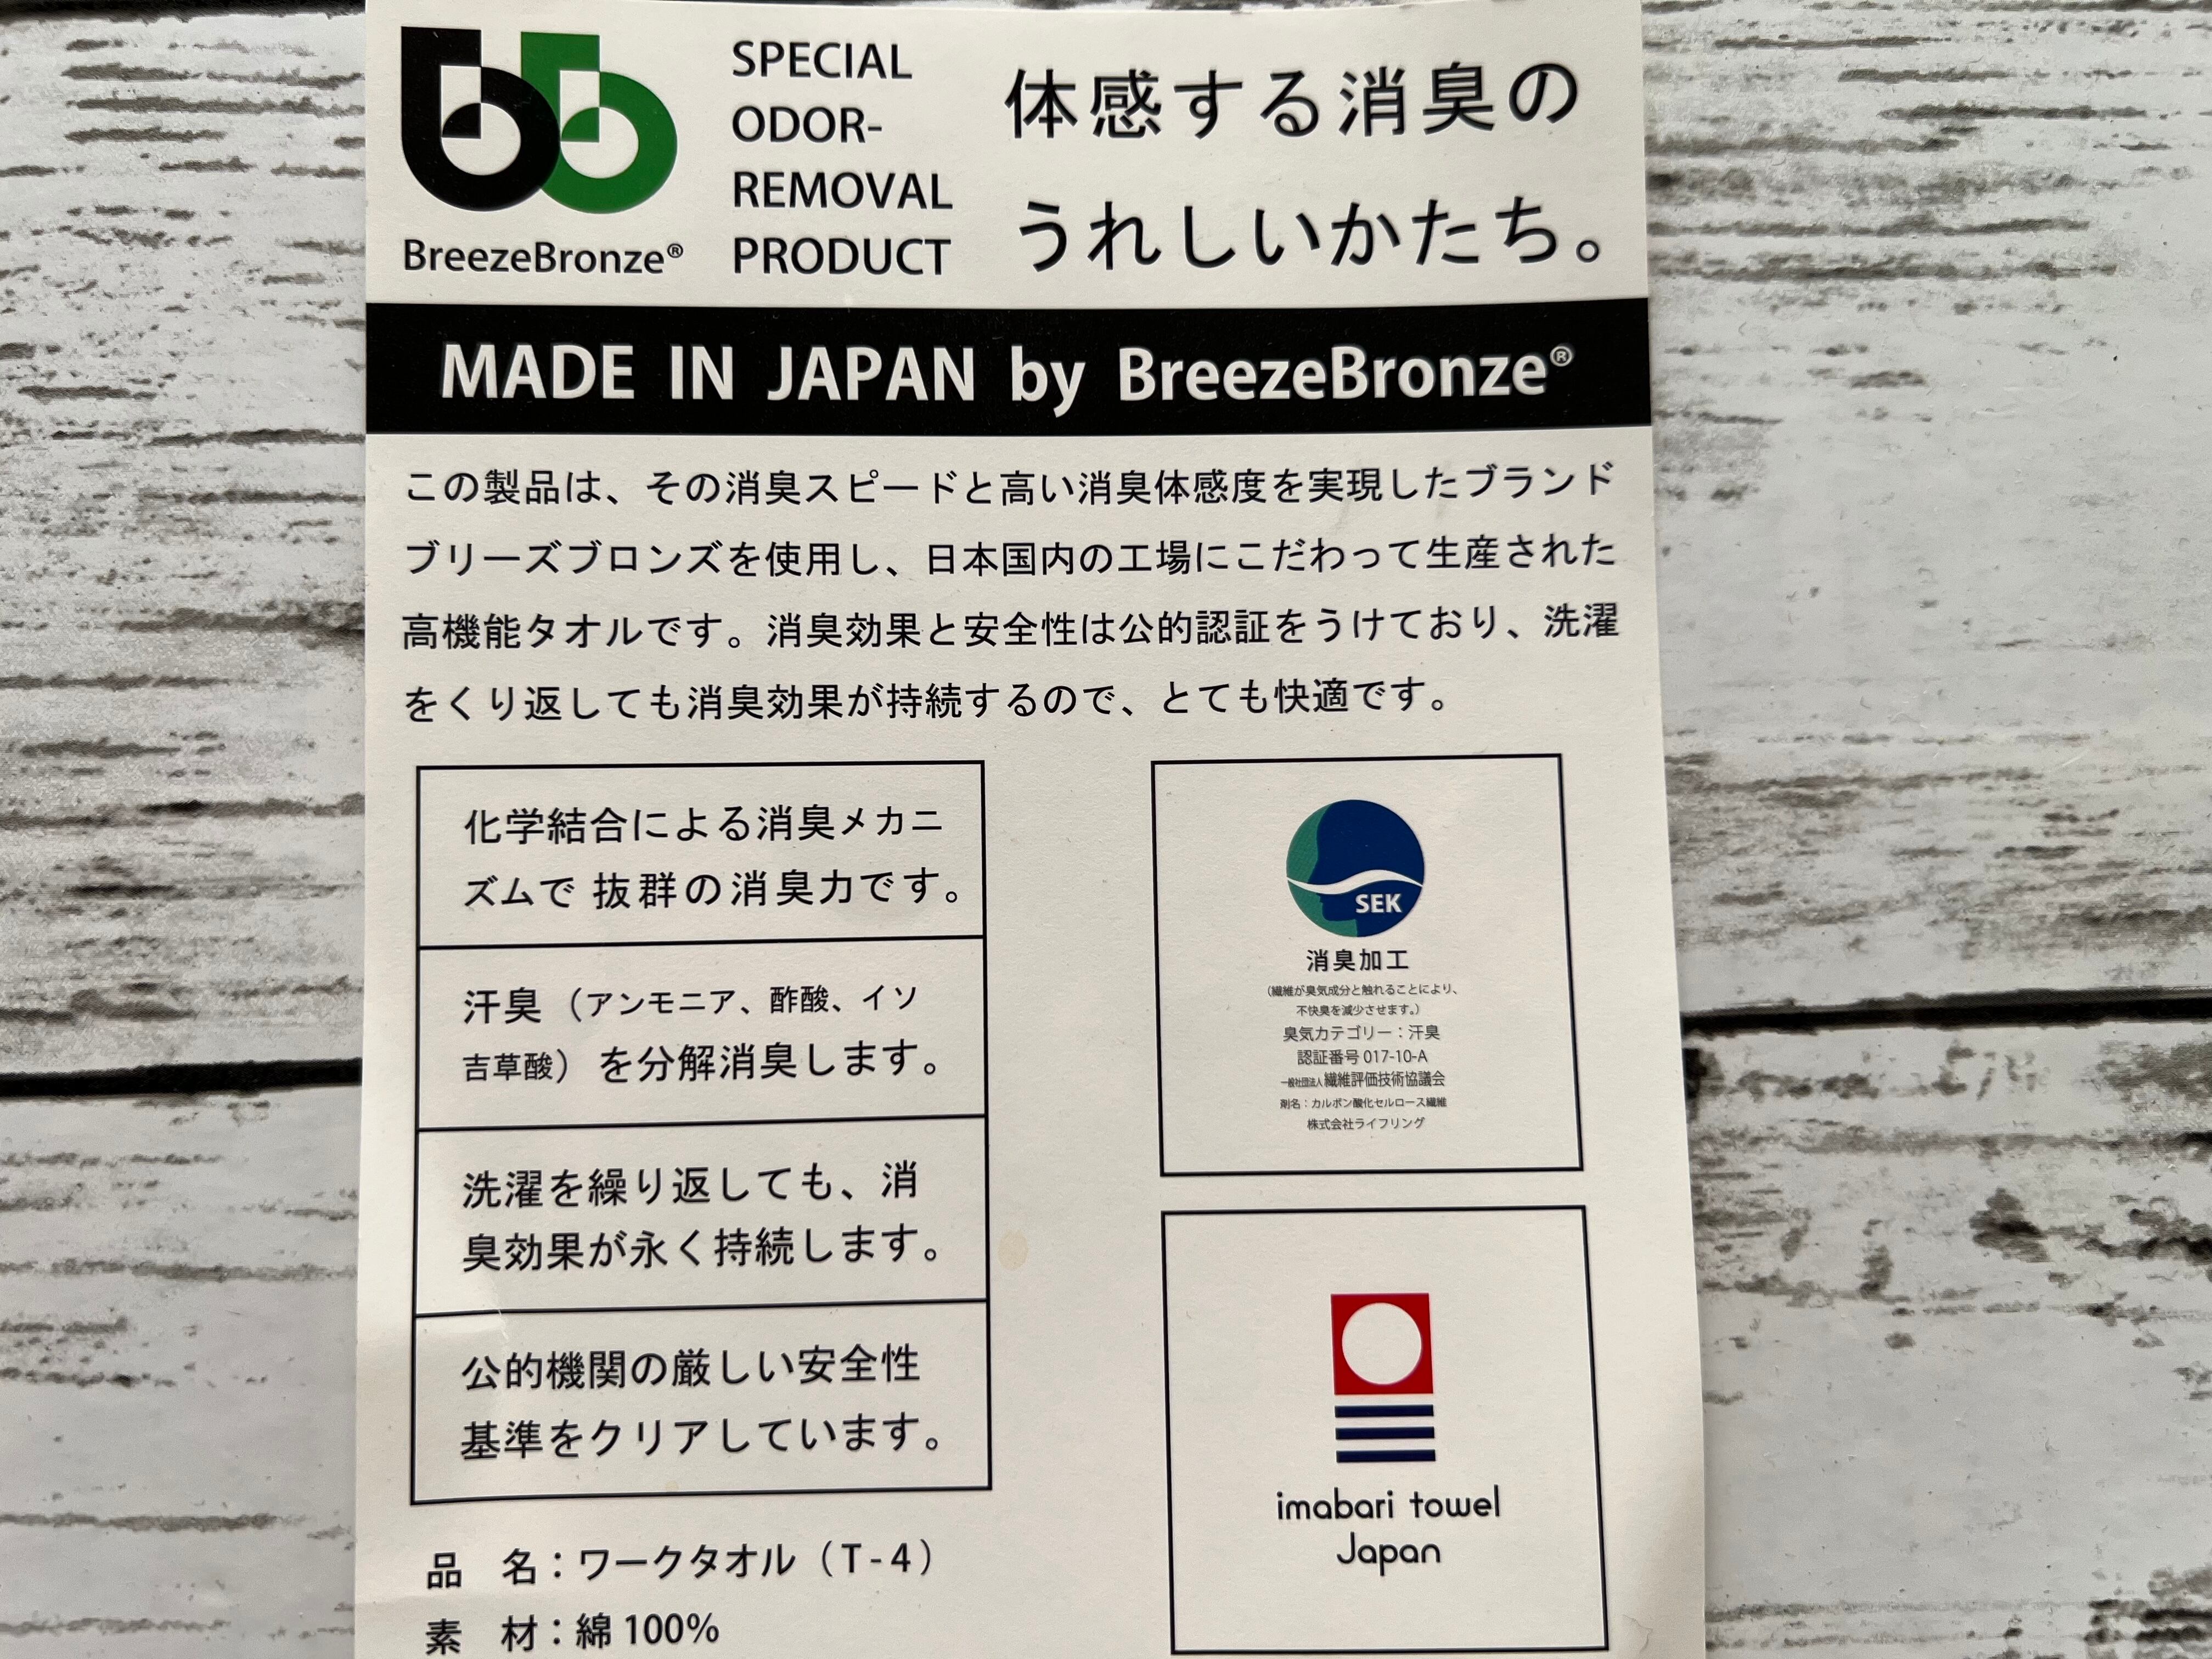 bb
BreezeBronze®
SPECIAL
ODOR-
REMOVAL
PRODUCT
体感する消臭の
うれしいかたち。
MADE IN JAPAN by BreezeBronze®
この製品は、その消臭スピードと高い消臭体感度を実現したブランド
ブリーズブロンズを使用し、日本国内の工場にこだわって生産された
高機能タオルです。消臭効果と安全性は公的認証をうけており、洗濯
をくり返しても消臭効果が持続するので、とても快適です。
化学結合による消臭メカニ
ズムで抜群の消臭力です。
汗臭（アンモニア、酢酸、イソ
吉草酸）を分解消臭します。
洗濯を繰り返しても、消
臭効果が永く持続します。
公的機関の厳しい安全性
基準をクリアしています。
SEK
消臭加工
（繊維が臭気成分と触れることにより、
不快臭を減少させます。）
臭気カテゴリー：汗臭
認証番号 017-10-A
一般社団法人繊維評価技術協議会
剤名：カルボン酸化セルロース繊維
株式会社ライフリング
imabari towel
Japan
品　名：ワークタオル（T-4）
素　材：綿 100%